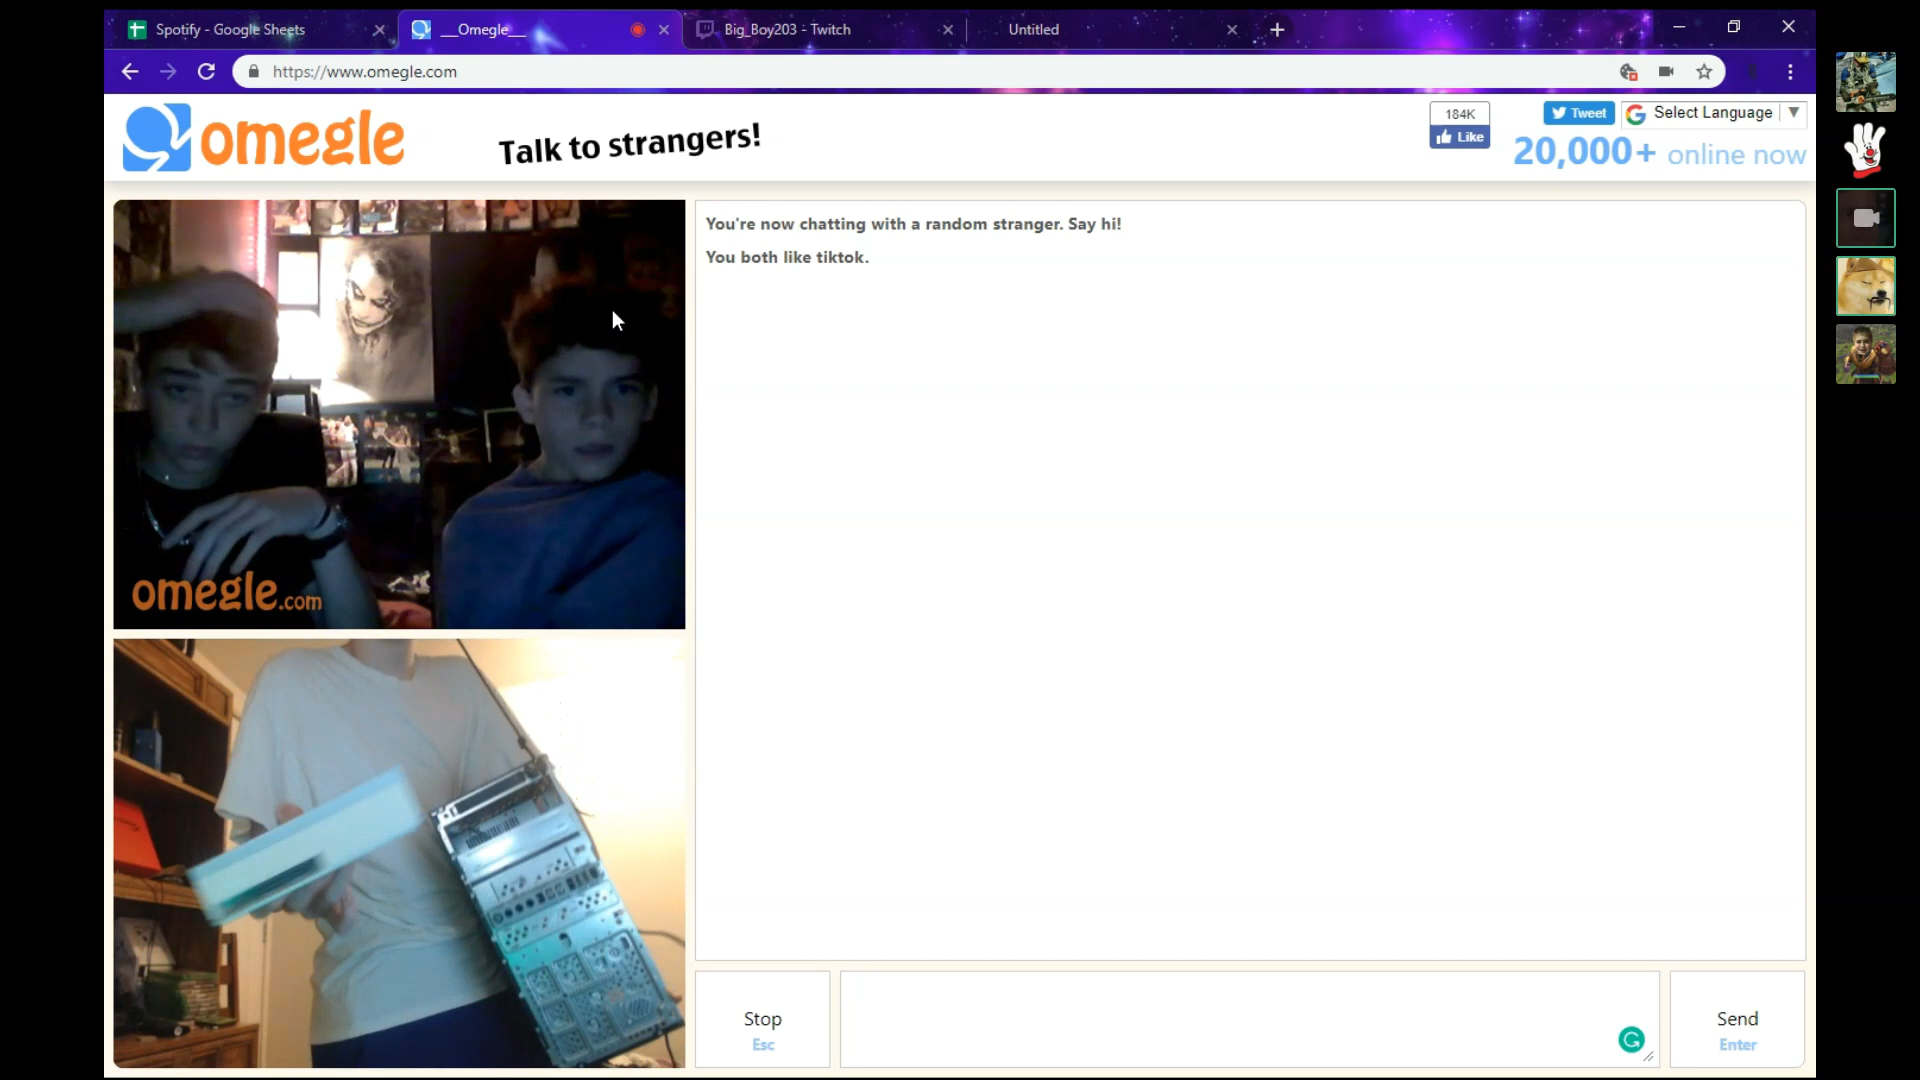 Spotify - Google Sheets
__Omegle__
Big_Boy203 - Twitch
Untitled
https://www.omegle.com
omegle
Talk to strangers!
184K
Like
Tweet
Select Language
20,000+ online now
You're now chatting with a random stranger. Say hi!
You both like tiktok.
omegle.com
Stop
Esc
Send
Enter